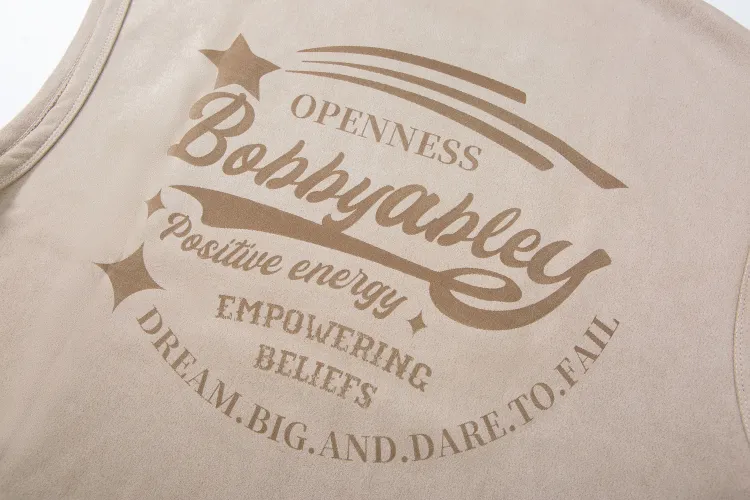 OPENNESS
Bobbyabley
Positive energy
EMPOWERING
BELIEFS
DREAM.BIG.AND.DARE.TO.FAIL